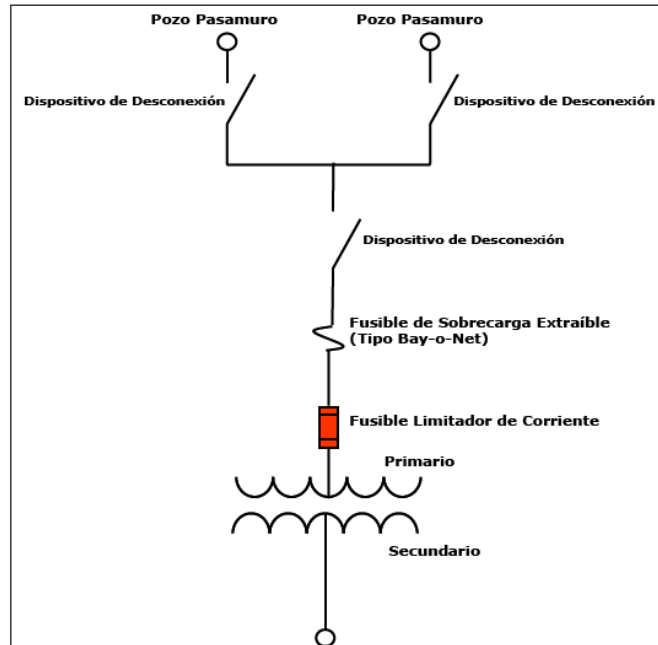 Pozo Pasamuro
Pozo Pasamuro
Dispositivo de Desconexión
Dispositivo de Desconexión
Dispositivo de Desconexión
Fusible de Sobrecarga Extraíble
(Tipo Bay-o-Net)
Fusible Limitador de Corriente
Primario
Secundario